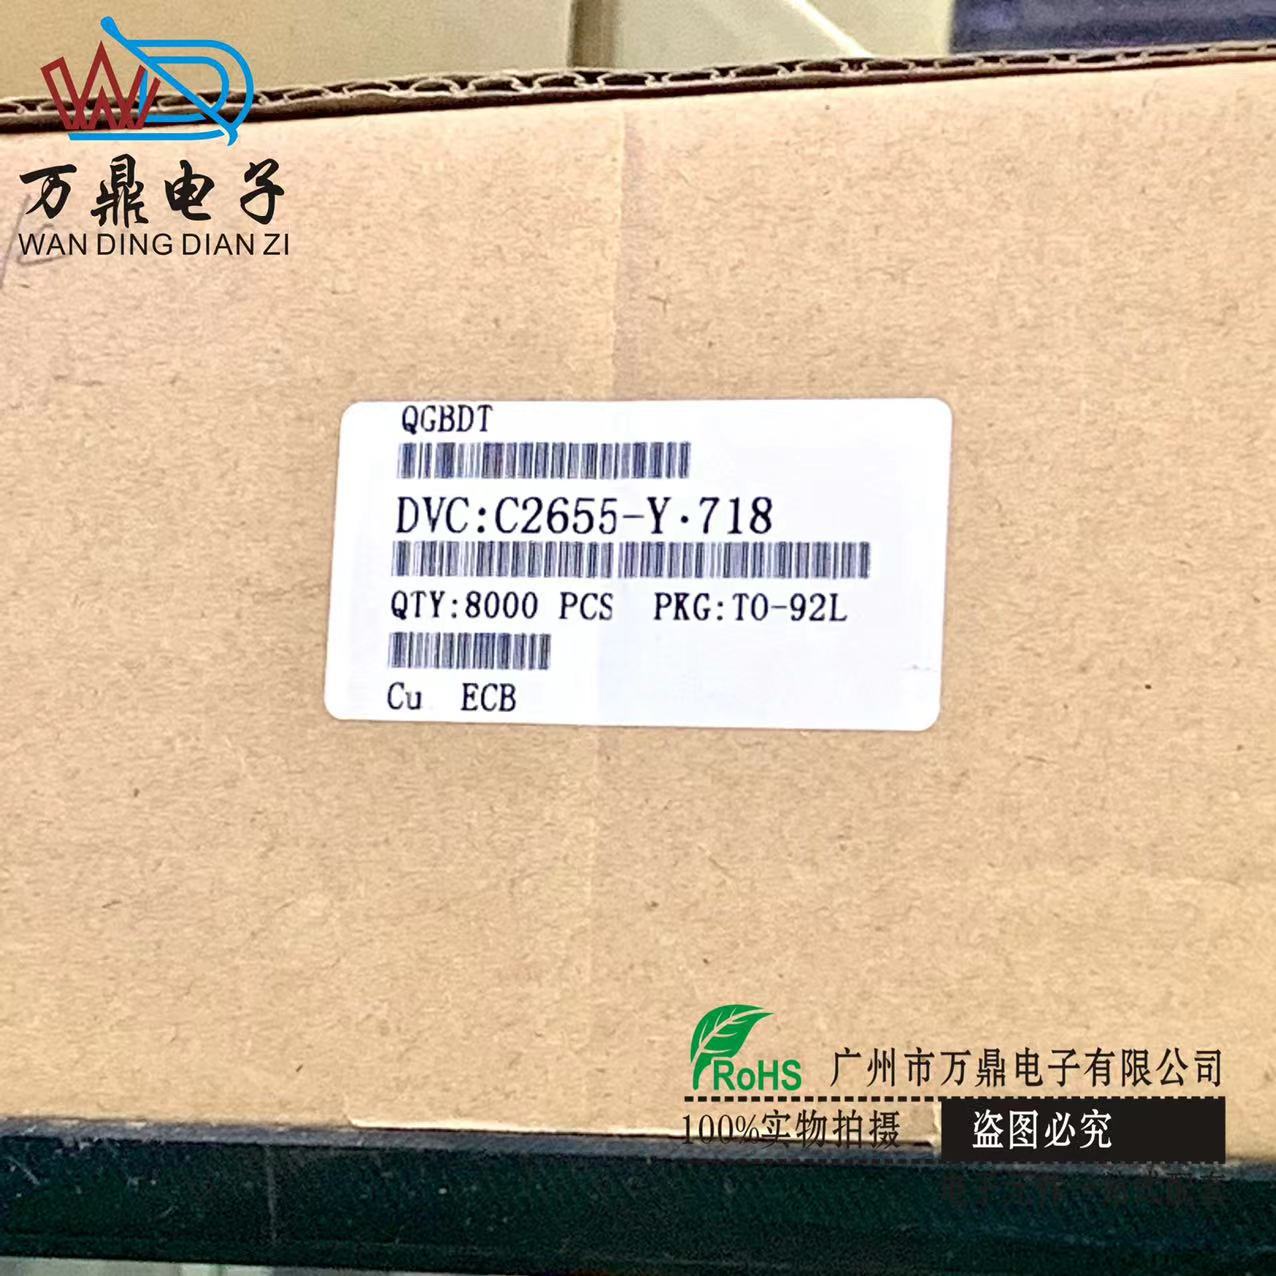 万鼎电子
WAN DING DIAN ZI
QGBDT
DVC:C2655-Y·718
QTY:8000 PCS PKG:TO-92L
Cu ECB
RoHS
广州市万鼎电子有限公司
100%实物拍摄
盗图必究